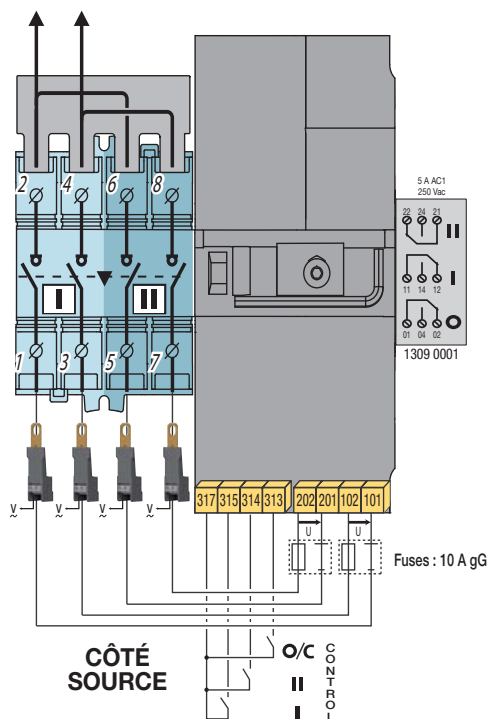 2 4 6 8
I II
1 3 5 7
V ~ V ~ V ~ V ~
5 A AC1
250 Vac
22 24 21
II
11 14 12
I
01 04 02
O
1309 0001
317 315 314 313 202 201 102 101
U U
Fuses : 10 A gG
CÔTÉ
SOURCE
O/C
II
I
CONTROL